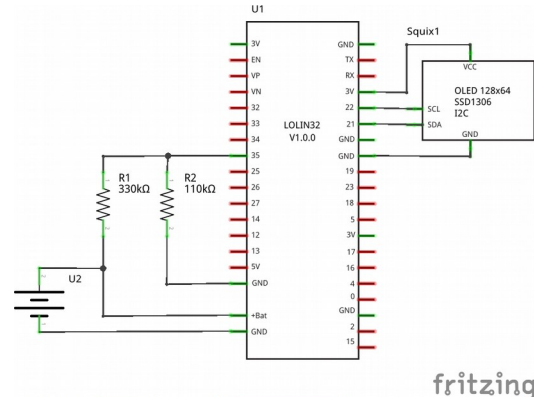 U1
Squix1
3V
EN
VP
VN
32
33
34
35
25
26
27
14
12
13
5V
GND
+Bat
GND
LOLIN32
V1.0.0
GND
TX
RX
3V
22
21
GND
GND
19
23
18
5
3V
17
16
4
0
GND
2
15
VCC
OLED 128x64
SSD1306
I2C
SCL
SDA
GND
R1
330kΩ
R2
110kΩ
U2
fritzing